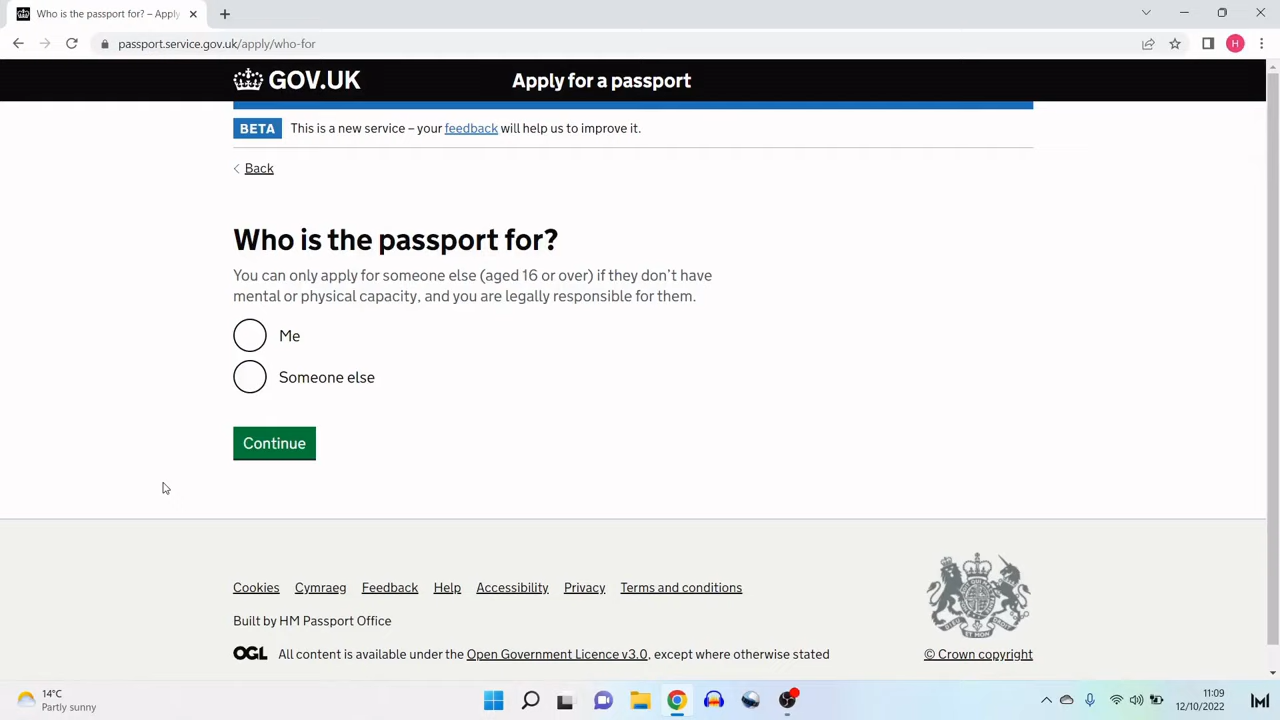 Who is the passport for? – Apply
passport.service.gov.uk/apply/who-for
H
GOV.UK
Apply for a passport
BETA
This is a new service – your feedback will help us to improve it.
Back
Who is the passport for?
You can only apply for someone else (aged 16 or over) if they don't have
mental or physical capacity, and you are legally responsible for them.
Me
Someone else
Continue
Cookies Cymraeg Feedback Help Accessibility Privacy Terms and conditions
Built by HM Passport Office
OGL All content is available under the Open Government Licence v3.0, except where otherwise stated
© Crown copyright
14°C
Partly sunny
11:09
12/10/2022